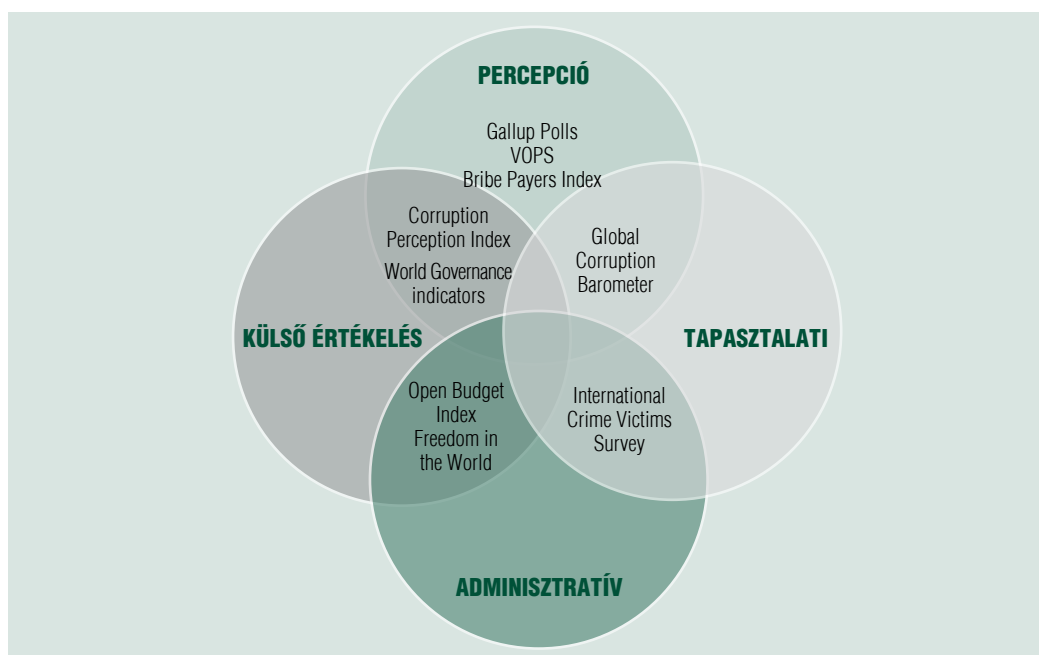 PERCEPCIÓ
Gallup Polls
VOPS
Bribe Payers Index
Corruption
Perception Index
World Governance
indicators
Global
Corruption
Barometer
KÜLSŐ ÉRTÉKELÉS
TAPASZTALATI
Open Budget
Index
Freedom in
the World
International
Crime Victims
Survey
ADMINISZTRATÍV